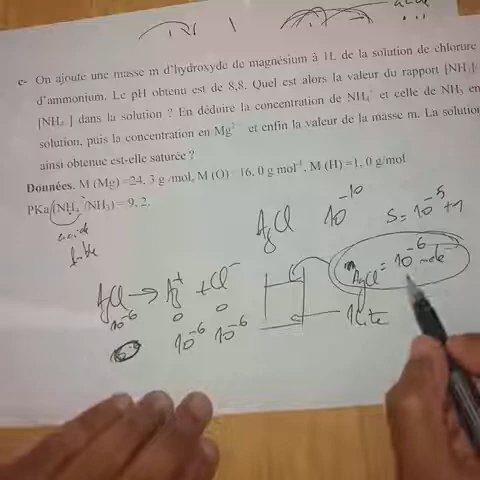 c- On ajoute une masse m d'hydroxyde de magnésium à 1L de la solution de chlorure
d'ammonium. Le pH obtenu est de 8,8. Quel est alors la valeur du rapport [NH₃]/
[NH₄⁺] dans la solution ? En déduire la concentration de NH₄⁺ et celle de NH₃ en
solution, puis la concentration en Mg²⁺ et enfin la valeur de la masse m. La solution
ainsi obtenue est-elle saturée ?
Données. M (Mg) =24, 3 g /mol, M (O) =16, 0 g mol⁻¹, M (H) =1, 0 g/mol
PKa (NH₄⁺/NH₃) = 9, 2.
acide
faible
AgCl 10⁻¹⁰ S = 10⁻⁵
AgCl → Ag⁺ + Cl⁻
10⁻⁶ 0 0
10⁻⁶ 10⁻⁶
n AgCl = 10⁻⁶ mole
1 litre